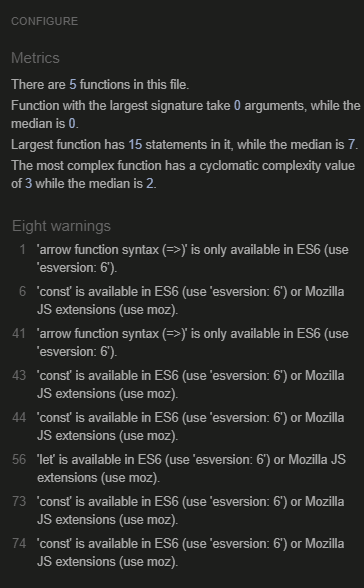 CONFIGURE
Metrics
There are 5 functions in this file.
Function with the largest signature take 0 arguments, while the
median is 0.
Largest function has 15 statements in it, while the median is 7.
The most complex function has a cyclomatic complexity value
of 3 while the median is 2.
Eight warnings
1 'arrow function syntax (=>)' is only available in ES6 (use
'esversion: 6').
6 'const' is available in ES6 (use 'esversion: 6') or Mozilla
JS extensions (use moz).
41 'arrow function syntax (=>)' is only available in ES6 (use
'esversion: 6').
43 'const' is available in ES6 (use 'esversion: 6') or Mozilla
JS extensions (use moz).
44 'const' is available in ES6 (use 'esversion: 6') or Mozilla
JS extensions (use moz).
56 'let' is available in ES6 (use 'esversion: 6') or Mozilla JS
extensions (use moz).
73 'const' is available in ES6 (use 'esversion: 6') or Mozilla
JS extensions (use moz).
74 'const' is available in ES6 (use 'esversion: 6') or Mozilla
JS extensions (use moz).